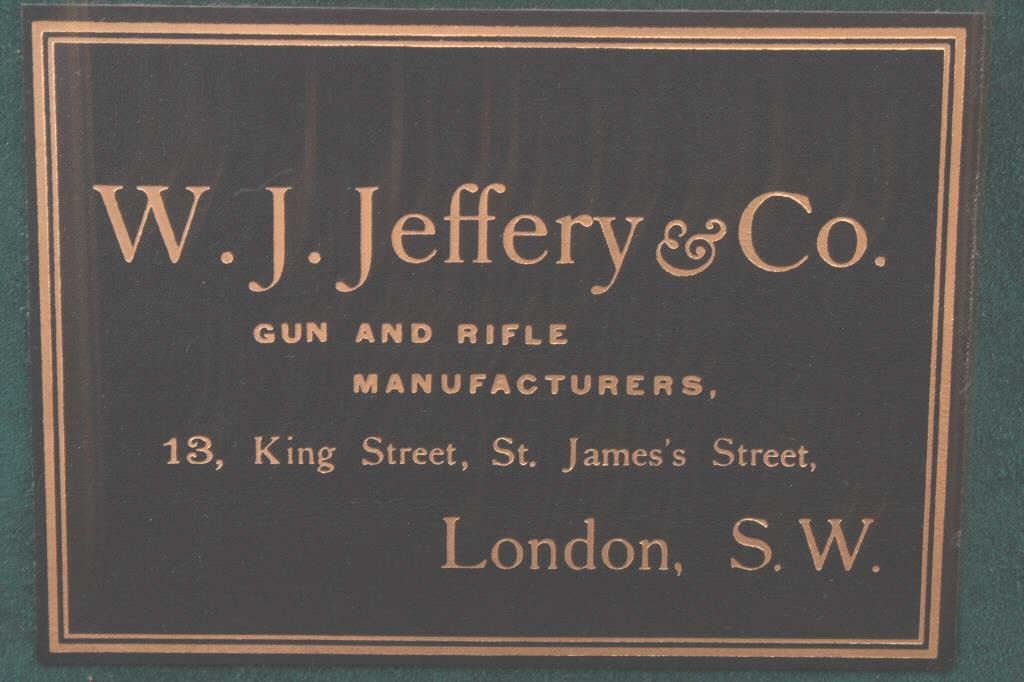 W. J. Jeffery & Co.
GUN AND RIFLE
MANUFACTURERS,
13, King Street, St. James's Street,
London, S. W.